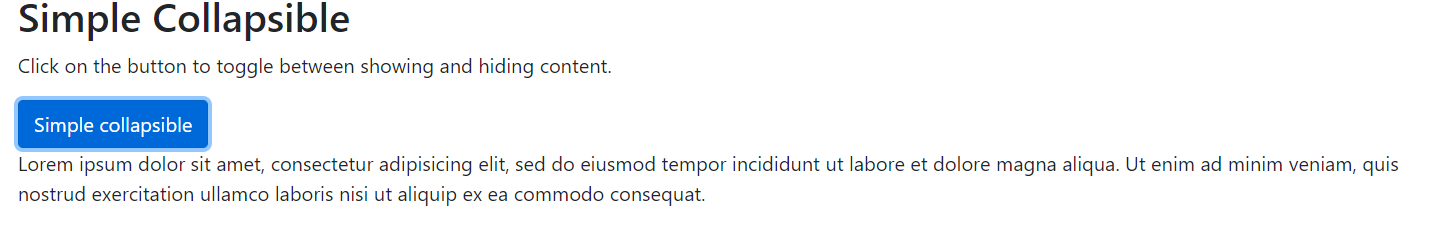 Simple Collapsible
Click on the button to toggle between showing and hiding content.
Simple collapsible
Lorem ipsum dolor sit amet, consectetur adipisicing elit, sed do eiusmod tempor incididunt ut labore et dolore magna aliqua. Ut enim ad minim veniam, quis
nostrud exercitation ullamco laboris nisi ut aliquip ex ea commodo consequat.